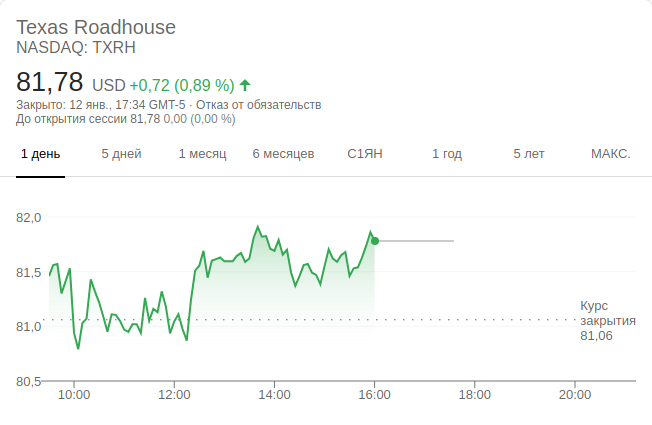 Texas Roadhouse
NASDAQ: TXRH
81,78 USD +0,72 (0,89 %)
Закрыто: 12 янв., 17:34 GMT-5 · Отказ от обязательств
До открытия сессии 81,78 0,00 (0,00 %)
1 день 5 дней 1 месяц 6 месяцев С1ЯН 1 год 5 лет МАКС.
82,0
81,5
81,0
80,5
Курс
закрытия
81,06
10:00 12:00 14:00 16:00 18:00 20:00